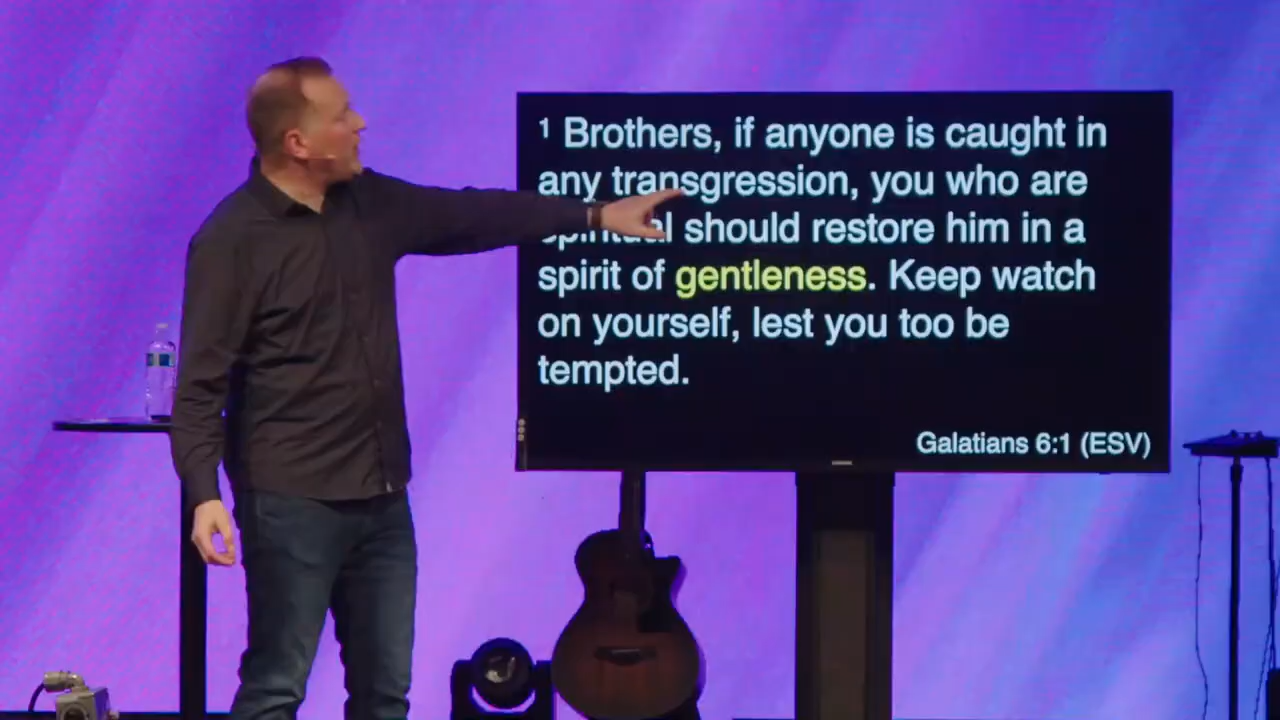 1 Brothers, if anyone is caught in
any transgression, you who are
spiritual should restore him in a
spirit of gentleness. Keep watch
on yourself, lest you too be
tempted.
Galatians 6:1 (ESV)